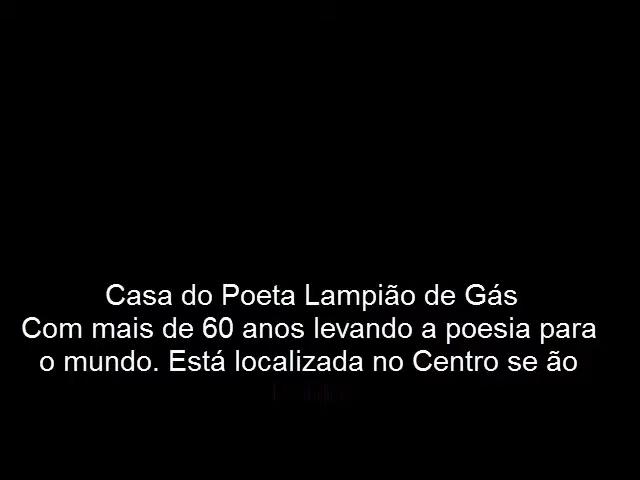 Casa do Poeta Lampião de Gás
Com mais de 60 anos levando a poesia para
o mundo. Está localizada no Centro se ão